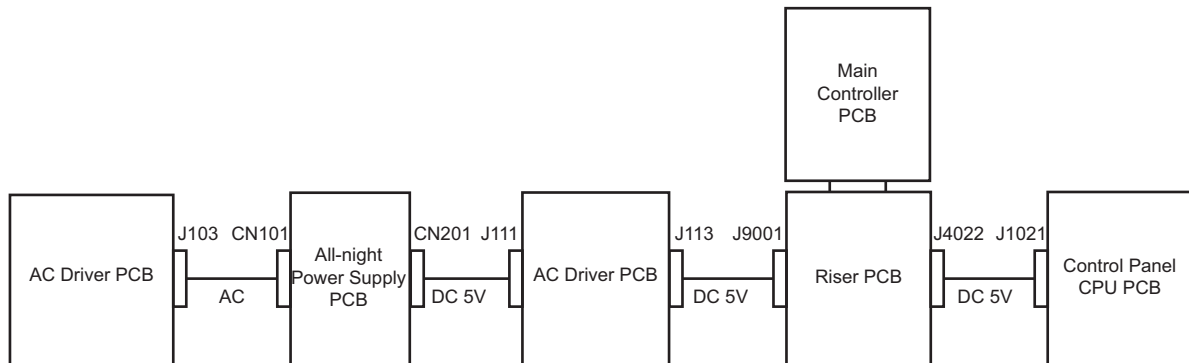 Main
Controller
PCB
J103 CN101
CN201 J111
J113 J9001
J4022 J1021
AC Driver PCB
AC
All-night
Power Supply
PCB
DC 5V
AC Driver PCB
DC 5V
Riser PCB
DC 5V
Control Panel
CPU PCB